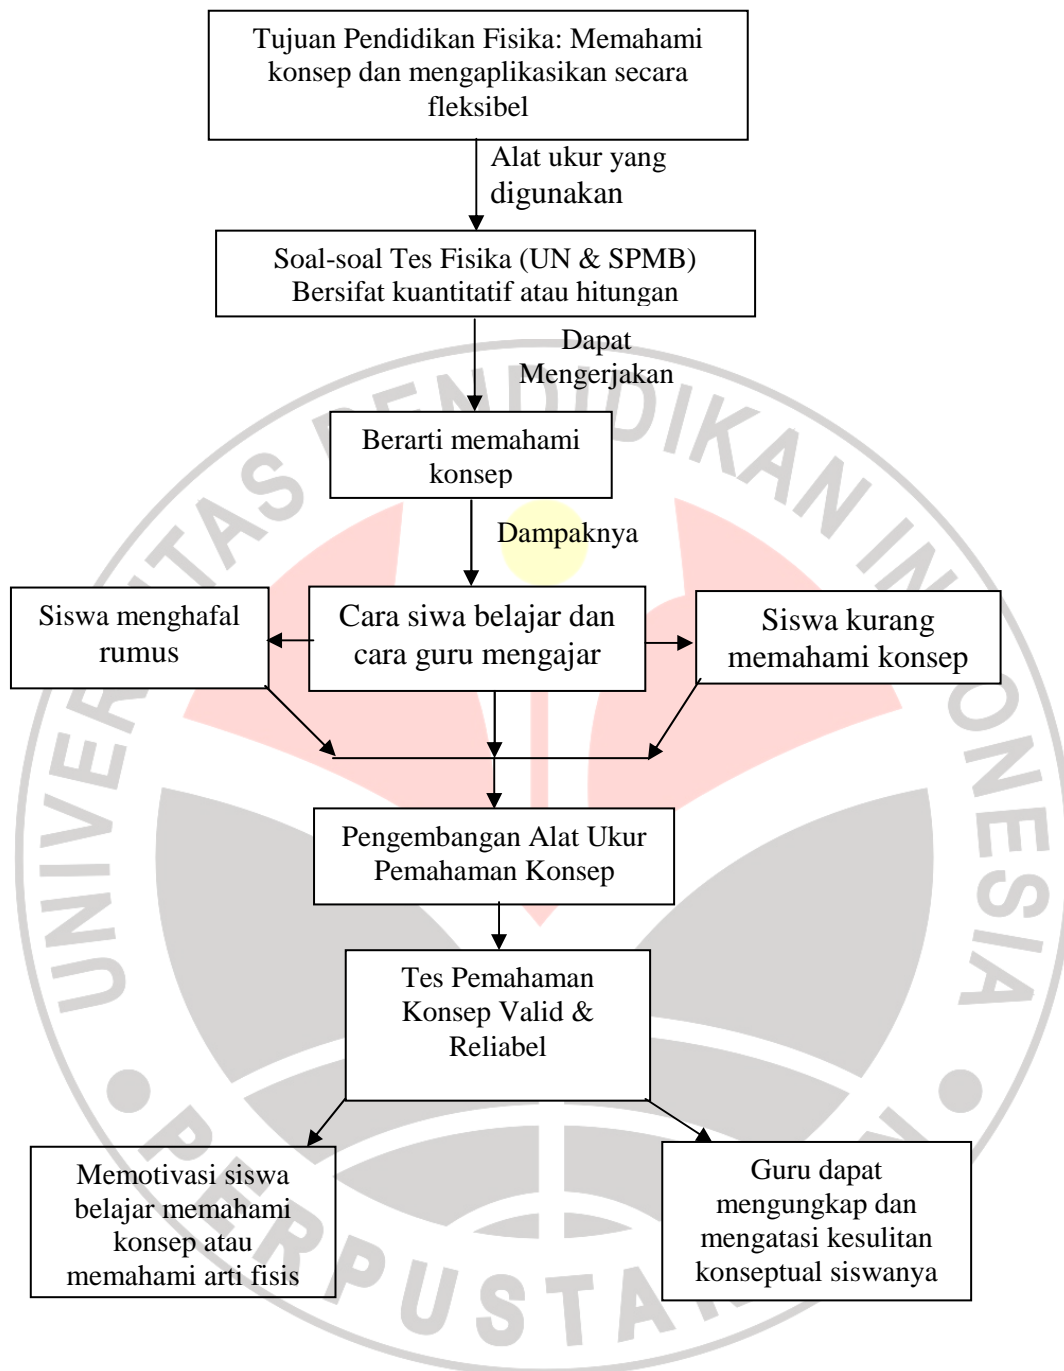 Tujuan Pendidikan Fisika: Memahami
konsep dan mengaplikasikan secara
fleksibel
Alat ukur yang
digunakan
Soal-soal Tes Fisika (UN & SPMB)
Bersifat kuantitatif atau hitungan
Dapat
Mengerjakan
Berarti memahami
konsep
Dampaknya
Siswa menghafal
rumus
Cara siwa belajar dan
cara guru mengajar
Siswa kurang
memahami konsep
Pengembangan Alat Ukur
Pemahaman Konsep
Tes Pemahaman
Konsep Valid &
Reliabel
Memotivasi siswa
belajar memahami
konsep atau
memahami arti fisis
Guru dapat
mengungkap dan
mengatasi kesulitan
konseptual siswanya
UNIVERSITAS PENDIDIKAN INDONESIA